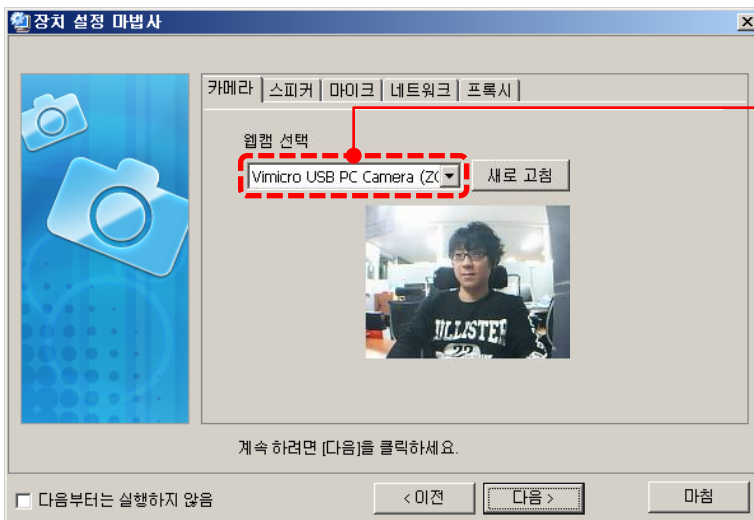 장치 설정 마법사
카메라 스피커 마이크 네트워크 프록시
웹캠 선택
Vimicro USB PC Camera (Z 새로 고침
HOLLISTER
22
계속 하려면 [다음]을 클릭하세요.
다음부터는 실행하지 않음 < 이전 다음 > 마침